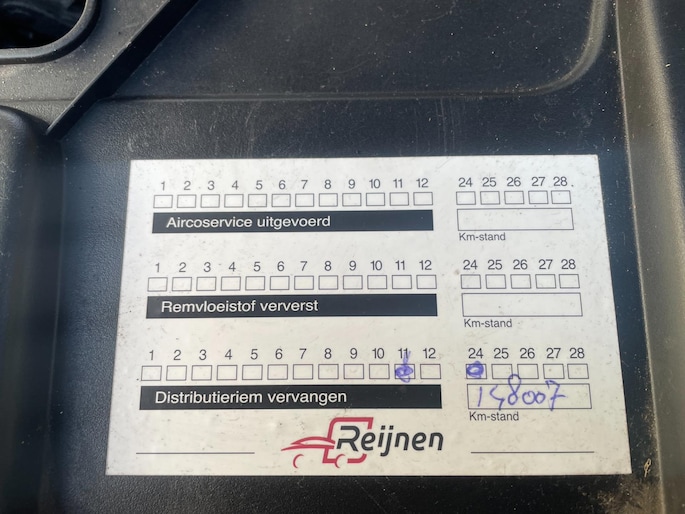 1 2 3 4 5 6 7 8 9 10 11 12 24 25 26 27 28
Aircoservice uitgevoerd
Km-stand
1 2 3 4 5 6 7 8 9 10 11 12 24 25 26 27 28
Remvloeistof ververst
Km-stand
1 2 3 4 5 6 7 8 9 10 11 12 24 25 26 27 28
Distributieriem vervangen 148007
Km-stand
Reijnen